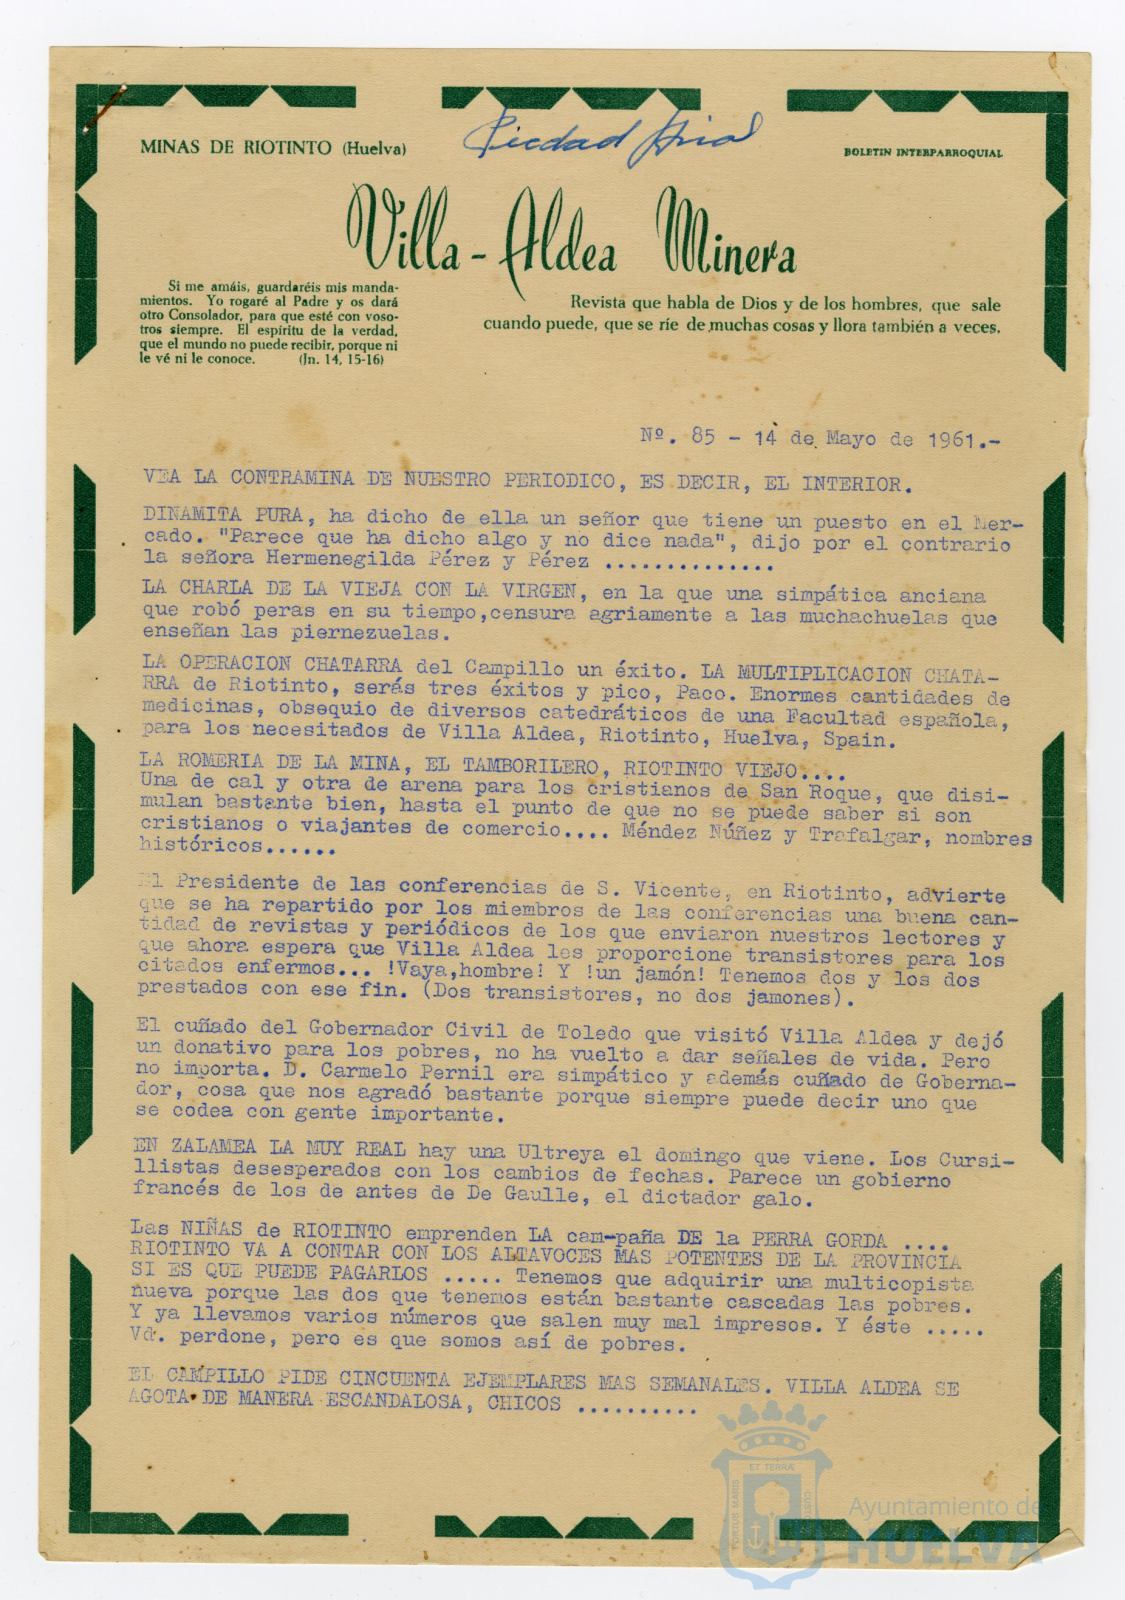 Piedad
MINAS DE RIOTINTO (Huelva)
BOLETIN INTERPARROQUIAL
Villa - Aldea Minera
Si me amáis, guardaréis mis manda-
mientos. Yo rogaré al Padre y os dará
otro Consolador, para que esté con voso-
tros siempre. El espíritu de la verdad,
que el mundo no puede recibir, porque ni
le vé ni le conoce. (Jn. 14, 15-16)
Revista que habla de Dios y de los hombres, que sale
cuando puede, que se ríe de muchas cosas y llora también a veces.
Nº. 85 - 14 de Mayo de 1961.-
VEA LA CONTRAMINA DE NUESTRO PERIODICO, ES DECIR, EL INTERIOR.
DINAMITA PURA, ha dicho de ella un señor que tiene un puesto en el Mer-
cado. "Parece que ha dicho algo y no dice nada", dijo por el contrario
la señora Hermenegilda Pérez y Pérez ..............
LA CHARLA DE LA VIEJA CON LA VIRGEN, en la que una simpática anciana
que robó peras en su tiempo,censura agriamente a las muchachuelas que
enseñan las piernezuelas.
LA OPERACION CHATARRA del Campillo un éxito. LA MULTIPLICACION CHATA-
RRA de Riotinto, serás tres éxitos y pico, Paco. Enormes cantidades de
medicinas, obsequio de diversos catedráticos de una Facultad española,
para los necesitados de Villa Aldea, Riotinto, Huelva, Spain.
LA ROMERIA DE LA MINA, EL TAMBORILERO, RIOTINTO VIEJO....
Una de cal y otra de arena para los cristianos de San Roque, que disi-
mulan bastante bien, hasta el punto de que no se puede saber si son
cristianos o viajantes de comercio.... Méndez Núñez y Trafalgar, nombres
históricos......
El Presidente de las conferencias de S. Vicente, en Riotinto, advierte
que se ha repartido por los miembros de las conferencias una buena can-
tidad de revistas y periódicos de los que enviaron nuestros lectores y
que ahora espera que Villa Aldea les proporcione transistores para los
citados enfermos... !Vaya,hombre! Y !un jamón! Tenemos dos y los dos
prestados con ese fin. (Dos transistores, no dos jamones).
El cuñado del Gobernador Civil de Toledo que visitó Villa Aldea y dejó
un donativo para los pobres, no ha vuelto a dar señales de vida. Pero
no importa. D. Carmelo Pernil era simpático y además cuñado de Goberna-
dor, cosa que nos agradó bastante porque siempre puede decir uno que
se codea con gente importante.
EN ZALAMEA LA MUY REAL hay una Ultreya el domingo que viene. Los Cursi-
llistas desesperados con los cambios de fechas. Parece un gobierno
francés de los de antes de De Gaulle, el dictador galo.
Las NIÑAS de RIOTINTO emprenden LA cam-paña DE la PERRA GORDA ....
RIOTINTO VA A CONTAR CON LOS ALTAVOCES MAS POTENTES DE LA PROVINCIA
SI ES QUE PUEDE PAGARLOS ..... Tenemos que adquirir una multicopista
nueva porque las dos que tenemos están bastante cascadas las pobres.
Y ya llevamos varios números que salen muy mal impresos. Y éste .....
Vd. perdone, pero es que somos así de pobres.
EL CAMPILLO PIDE CINCUENTA EJEMPLARES MAS SEMANALES. VILLA ALDEA SE
AGOTA DE MANERA ESCANDALOSA, CHICOS ..........
ET TERRA
PORTUS MARIS
Ayuntamiento de
HUELVA